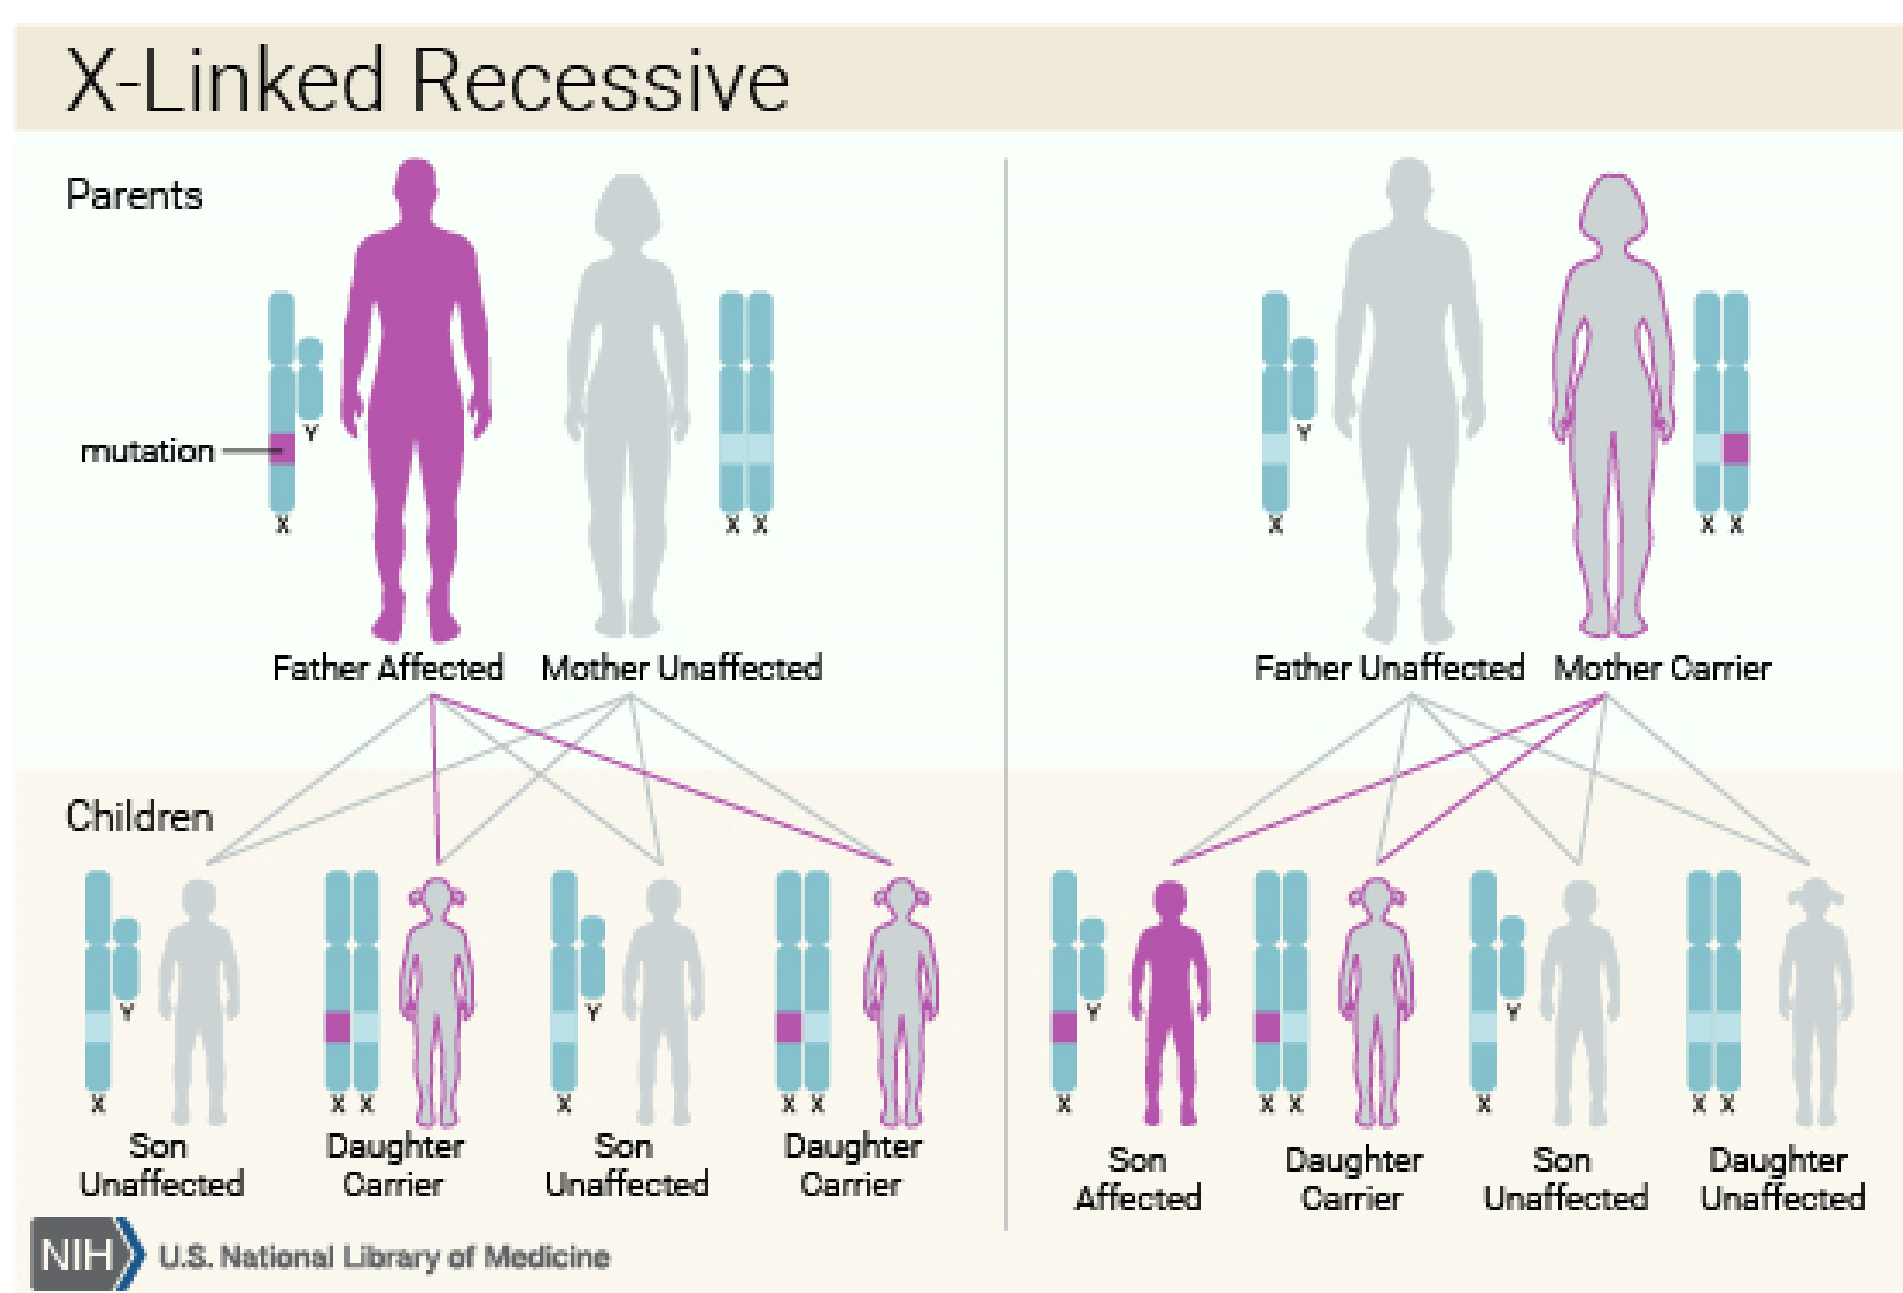 X-Linked Recessive
Parents
mutation
Y
Y
X
X X
X
X X
Father Affected
Mother Unaffected
Father Unaffected
Mother Carrier
Children
Y
Y
Y
Y
X
X X
X
X X
X
X X
X
X X
Son
Unaffected
Daughter
Carrier
Son
Unaffected
Daughter
Carrier
Son
Affected
Daughter
Carrier
Son
Unaffected
Daughter
Unaffected
NIH U.S. National Library of Medicine